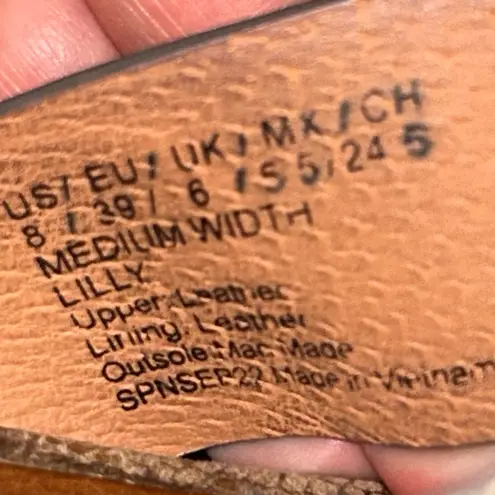 US/ EU/ UK/ MX/CH
8 / 39/ 6 /5 5/24 5
MEDIUM WIDTH
LILLY
Upper: Leather
Lining: Leather
Outsole: Man Made
SPNSEP22 Made in Vietnam